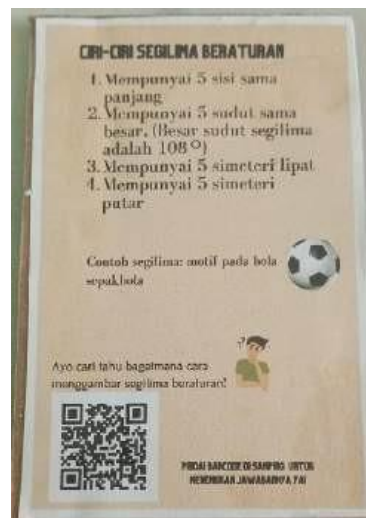 CIRI-CIRI SEGILIMA BERATURAN
1. Mempunyai 5 sisi sama
panjang
2. Mempunyai 5 sudut sama
besar. (Besar sudut segilima
adalah 108°)
3. Mempunyai 5 simeteri lipat
4. Mempunyai 5 simeteri
putar
Contoh segilima: motif pada bola
sepakbola
?
Ayo cari tahu bagaimana cara
menggambar segilima beraturan!
PINDAI BARCODE DI SAMPING UNTUK
MENEMUKAN JAWABANNYA YA!